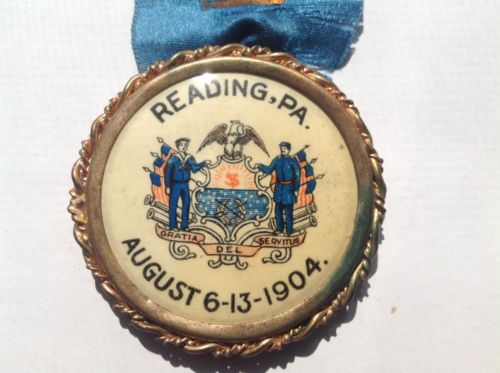 READING, PA.
GRATIA
DEI
SERVITUS
AUGUST 6-13-1904.